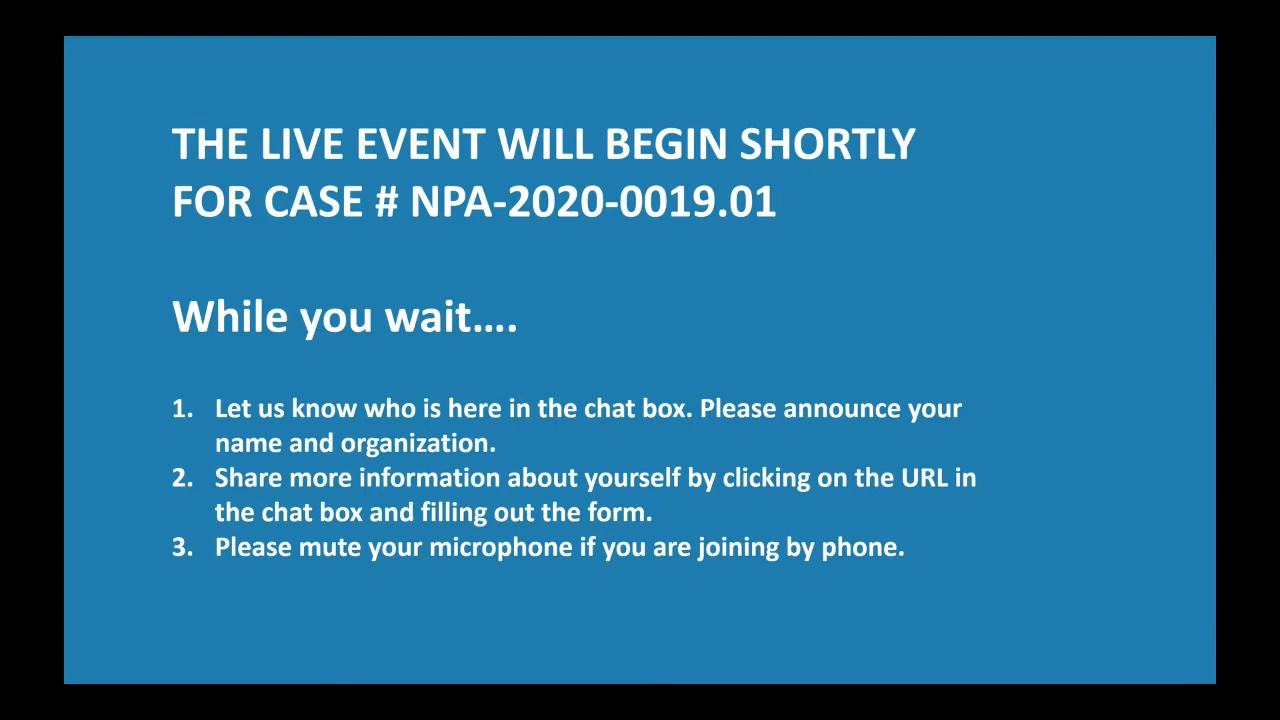 THE LIVE EVENT WILL BEGIN SHORTLY
FOR CASE # NPA-2020-0019.01
While you wait….
1. Let us know who is here in the chat box. Please announce your
name and organization.
2. Share more information about yourself by clicking on the URL in
the chat box and filling out the form.
3. Please mute your microphone if you are joining by phone.